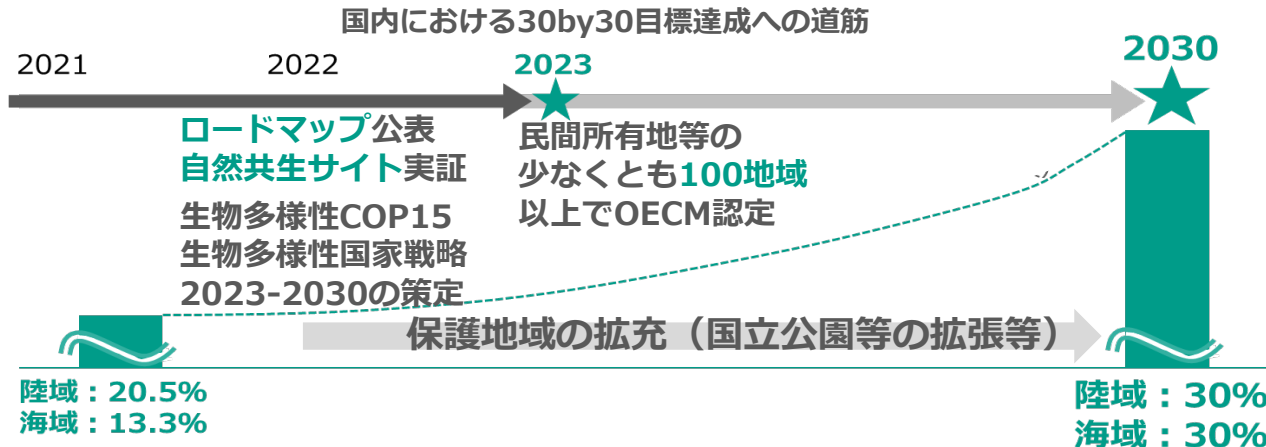 国内における30by30目標達成への道筋
2021
2022
2023
2030
ロードマップ公表
自然共生サイト実証
生物多様性COP15
生物多様性国家戦略
2023-2030の策定
民間所有地等の
少なくとも100地域
以上でOECM認定
保護地域の拡充（国立公園等の拡張等）
陸域：20.5%
海域：13.3%
陸域：30%
海域：30%